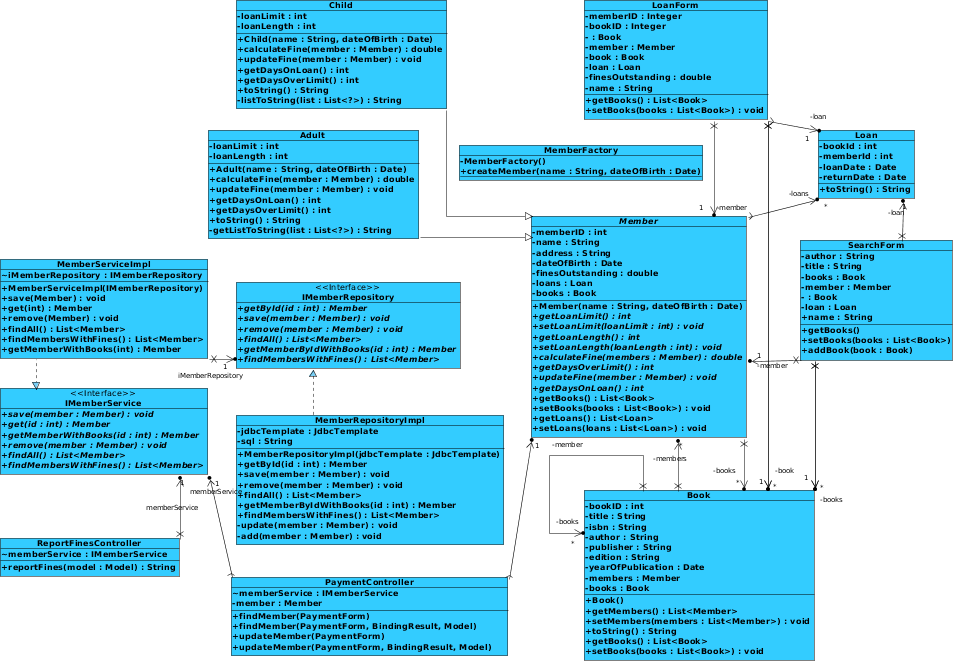 Child
-loanLimit : int
-loanLength : int
+Child(name : String, dateOfBirth : Date)
+calculateFine(member : Member) : double
+updateFine(member : Member) : void
+getDaysOnLoan() : int
+getDaysOverLimit() : int
+toString() : String
-listToString(list : List<?>) : String
LoanForm
-memberID : Integer
-bookID : Integer
- : Book
-member : Member
-book : Book
-loan : Loan
-finesOutstanding : double
-name : String
+getBooks() : List<Book>
+setBooks(books : List<Book>) : void
-loan
1
Adult
-loanLimit : int
-loanLength : int
+Adult(name : String, dateOfBirth : Date)
+calculateFine(member : Member) : double
+updateFine(member : Member) : void
+getDaysOnLoan() : int
+getDaysOverLimit() : int
+toString() : String
-getListToString(list : List<?>) : String
MemberFactory
-MemberFactory()
+createMember(name : String, dateOfBirth : Date)
Loan
-bookId : int
-memberId : int
-loanDate : Date
-returnDate : Date
+toString() : String
1
-member
-loans
*
1
-loan
Member
-memberID : int
-name : String
-address : String
-dateOfBirth : Date
-finesOutstanding : double
-loans : Loan
-books : Book
+Member(name : String, dateOfBirth : Date)
+getLoanLimit() : int
+setLoanLimit(loanLimit : int) : void
+getLoanLength() : int
+setLoanLength(loanLength : int) : void
+calculateFine(members : Member) : double
+getDaysOverLimit() : int
+updateFine(member : Member) : void
+getDaysOnLoan() : int
+getBooks() : List<Book>
+setBooks(books : List<Book>) : void
+getLoans() : List<Loan>
+setLoans(loans : List<Loan>) : void
SearchForm
-author : String
-title : String
-books : Book
-member : Member
- : Book
-loan : Loan
+name : String
+getBooks()
+setBooks(books : List<Book>)
+addBook(book : Book)
1
-member
MemberServiceImpl
~iMemberRepository : IMemberRepository
+MemberServiceImpl(IMemberRepository)
+save(Member) : void
+get(int) : Member
+remove(Member) : void
+findAll() : List<Member>
+findMembersWithFines() : List<Member>
+getMemberWithBooks(int) : Member
<<Interface>>
IMemberRepository
+getById(id : int) : Member
+save(member : Member) : void
+remove(member : Member) : void
+findAll() : List<Member>
+getMemberByIdWithBooks(id : int) : Member
+findMembersWithFines() : List<Member>
1
iMemberRepository
<<Interface>>
IMemberService
+save(member : Member) : void
+get(id : int) : Member
+getMemberWithBooks(id : int) : Member
+remove(member : Member) : void
+findAll() : List<Member>
+findMembersWithFines() : List<Member>
MemberRepositoryImpl
-jdbcTemplate : JdbcTemplate
-sql : String
+MemberRepositoryImpl(jdbcTemplate : JdbcTemplate)
+getById(id : int) : Member
+save(member : Member) : void
+remove(member : Member) : void
+findAll() : List<Member>
+getMemberByIdWithBooks(id : int) : Member
+findMembersWithFines() : List<Member>
-update(member : Member) : void
-add(member : Member) : void
1
-member
*
-members
-books
*
-book
1
*
1
*
-books
1
memberService
1
memberService
-books
*
Book
-bookID : int
-title : String
-isbn : String
-author : String
-publisher : String
-edition : String
-yearOfPublication : Date
-members : Member
-books : Book
+Book()
+getMembers() : List<Member>
+setMembers(members : List<Member>) : void
+toString() : String
+getBooks() : List<Book>
+setBooks(books : List<Book>) : void
ReportFinesController
~memberService : IMemberService
+reportFines(model : Model) : String
PaymentController
~memberService : IMemberService
-member : Member
+findMember(PaymentForm)
+findMember(PaymentForm, BindingResult, Model)
+updateMember(PaymentForm)
+updateMember(PaymentForm, BindingResult, Model)